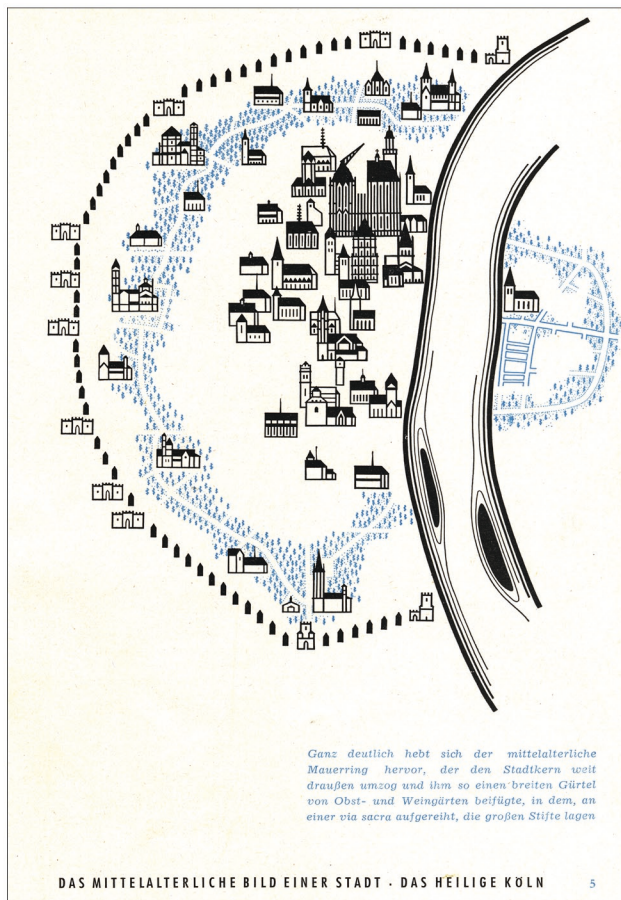 Ganz deutlich hebt sich der mittelalterliche
Mauerring hervor, der den Stadtkern weit
draußen umzog und ihm so einen breiten Gürtel
von Obst- und Weingärten beifügte, in dem, an
einer via sacra aufgereiht, die großen Stifte lagen
DAS MITTELALTERLICHE BILD EINER STADT · DAS HEILIGE KÖLN 5